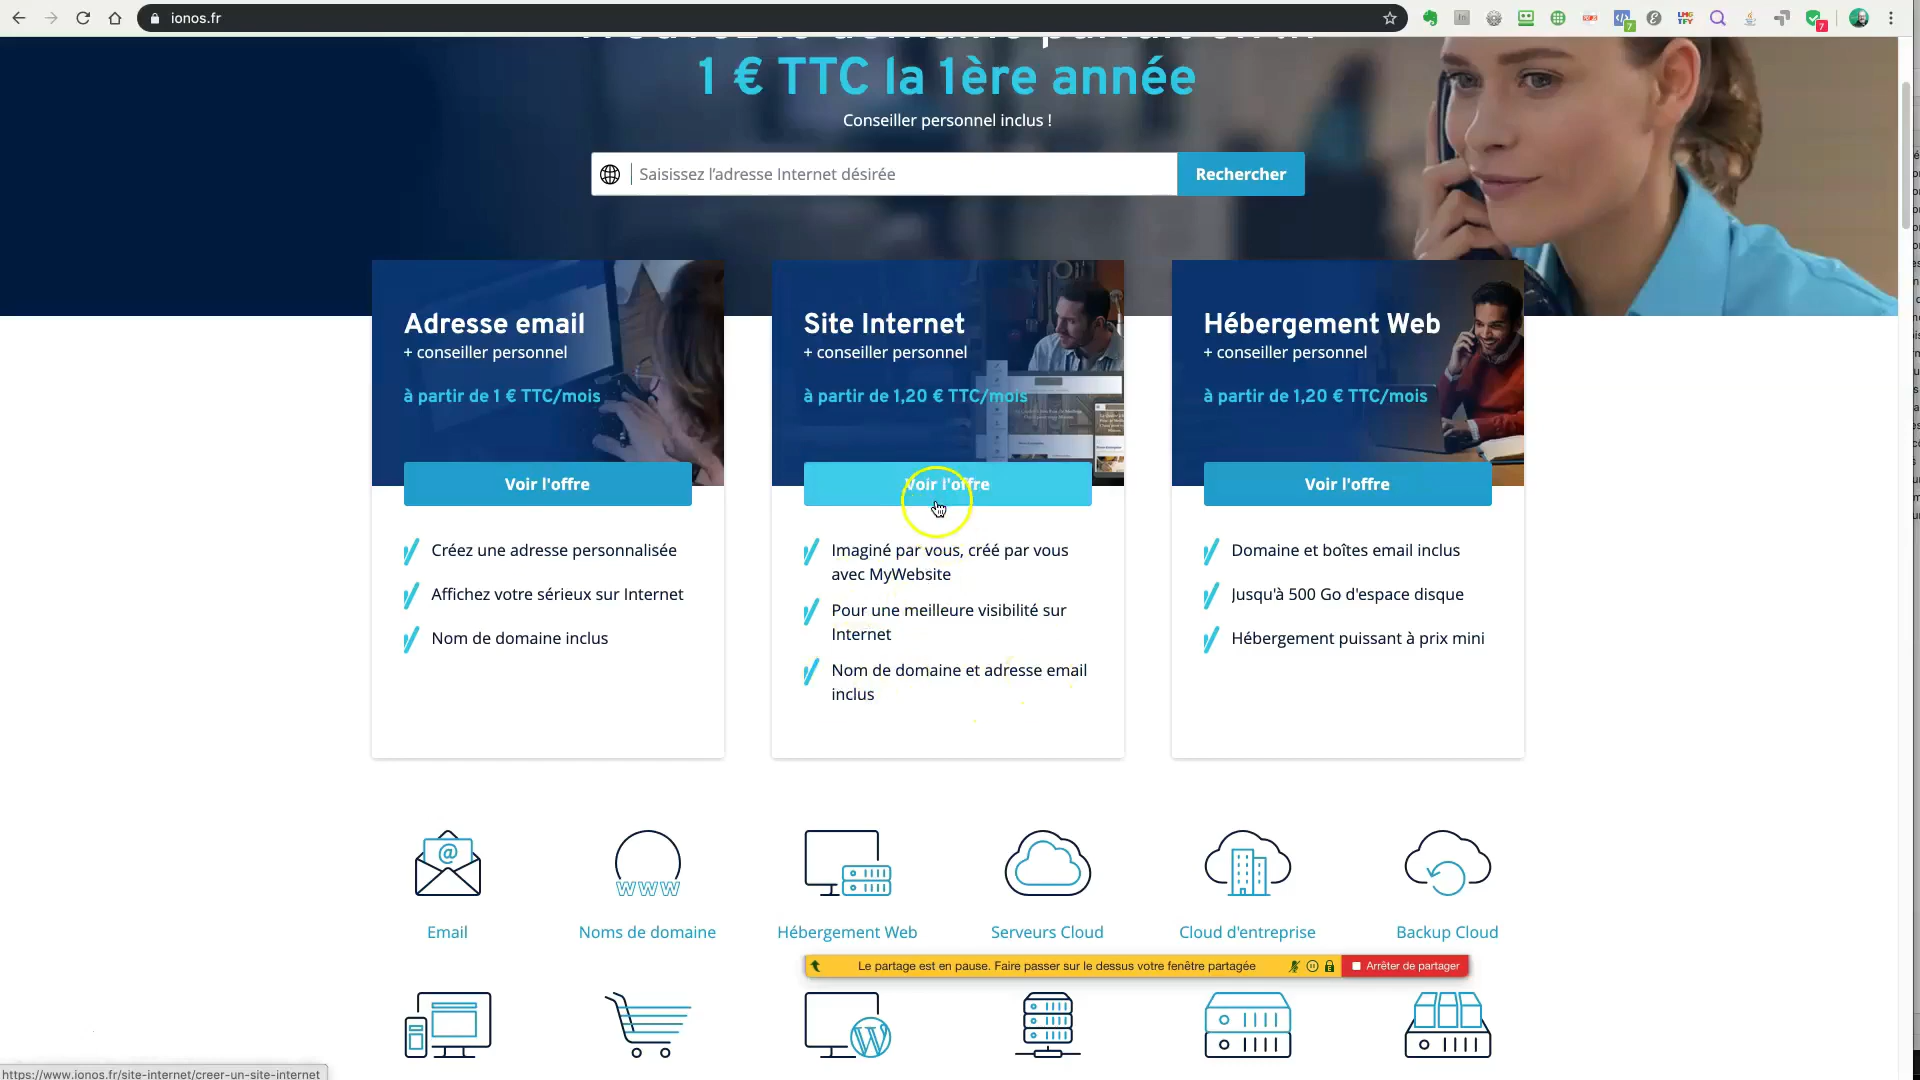 ionos.fr
1 € TTC la 1ère année
Conseiller personnel inclus !
Saisissez l'adresse Internet désirée
Rechercher
Adresse email
+ conseiller personnel
à partir de 1 € TTC/mois
Voir l'offre
Créez une adresse personnalisée
Affichez votre sérieux sur Internet
Nom de domaine inclus
Site Internet
+ conseiller personnel
à partir de 1,20 € TTC/mois
Voir l'offre
Imaginé par vous, créé par vous
avec MyWebsite
Pour une meilleure visibilité sur
Internet
Nom de domaine et adresse email
inclus
Hébergement Web
+ conseiller personnel
à partir de 1,20 € TTC/mois
Voir l'offre
Domaine et boîtes email inclus
Jusqu'à 500 Go d'espace disque
Hébergement puissant à prix mini
@
WWW
Email
Noms de domaine
Hébergement Web
Serveurs Cloud
Cloud d'entreprise
Backup Cloud
Le partage est en pause. Faire passer sur le dessus votre fenêtre partagée
Arrêter de partager
https://www.ionos.fr/site-internet/creer-un-site-internet